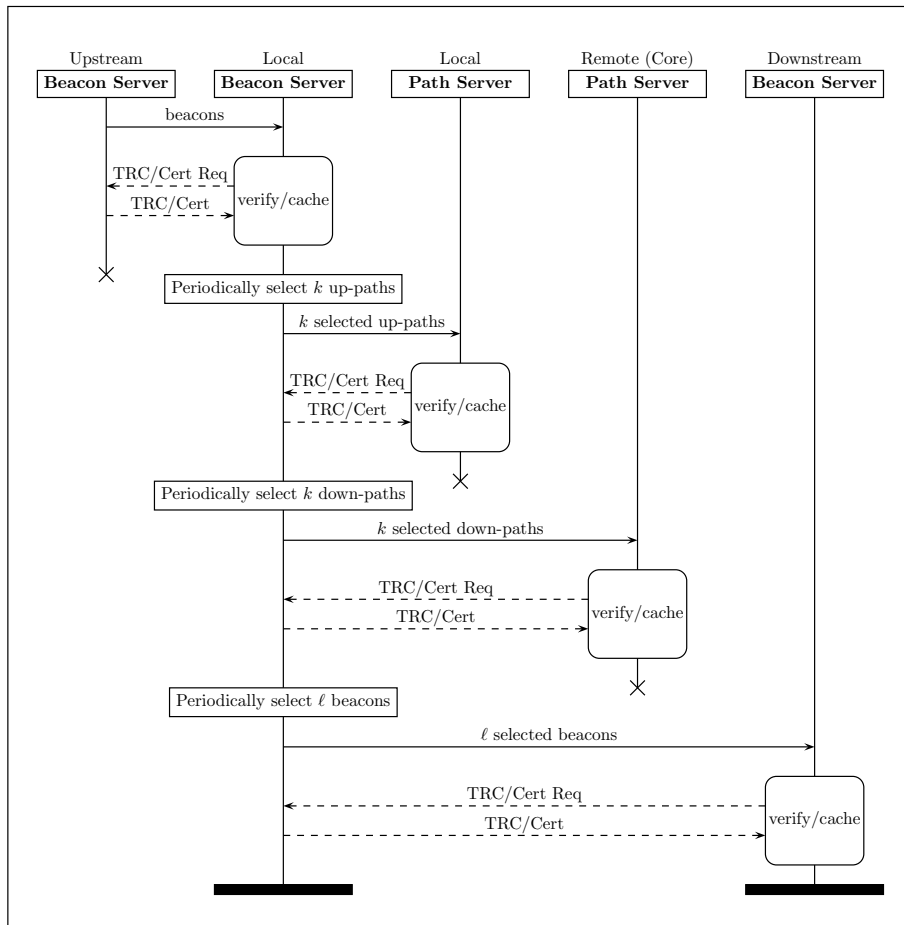 Upstream Local Local Remote (Core) Downstream
Beacon Server Beacon Server Path Server Path Server Beacon Server
beacons
TRC/Cert Req
verify/cache
TRC/Cert
Periodically select k up-paths
k selected up-paths
TRC/Cert Req
verify/cache
TRC/Cert
Periodically select k down-paths
k selected down-paths
TRC/Cert Req
verify/cache
TRC/Cert
Periodically select ℓ beacons
ℓ selected beacons
TRC/Cert Req
verify/cache
TRC/Cert